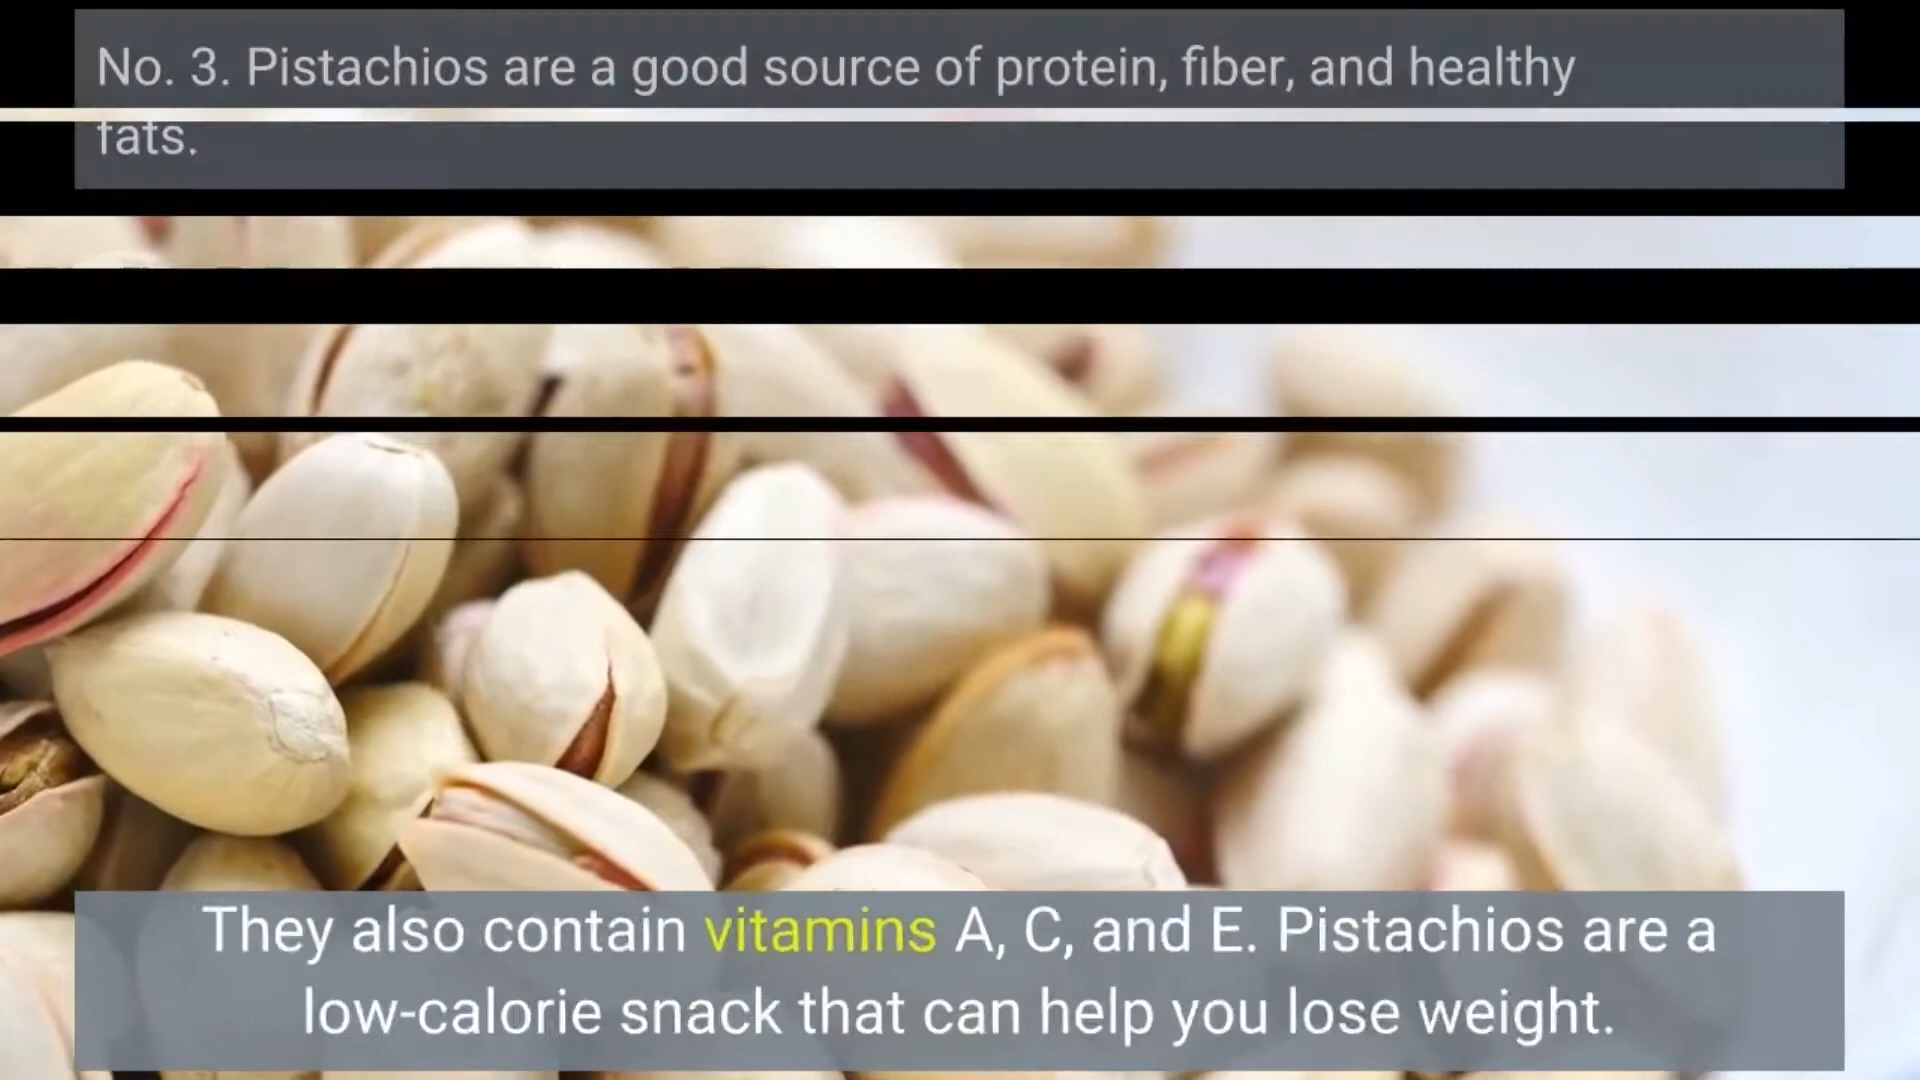 No. 3. Pistachios are a good source of protein, fiber, and healthy
fats.
They also contain vitamins A, C, and E. Pistachios are a
low-calorie snack that can help you lose weight.